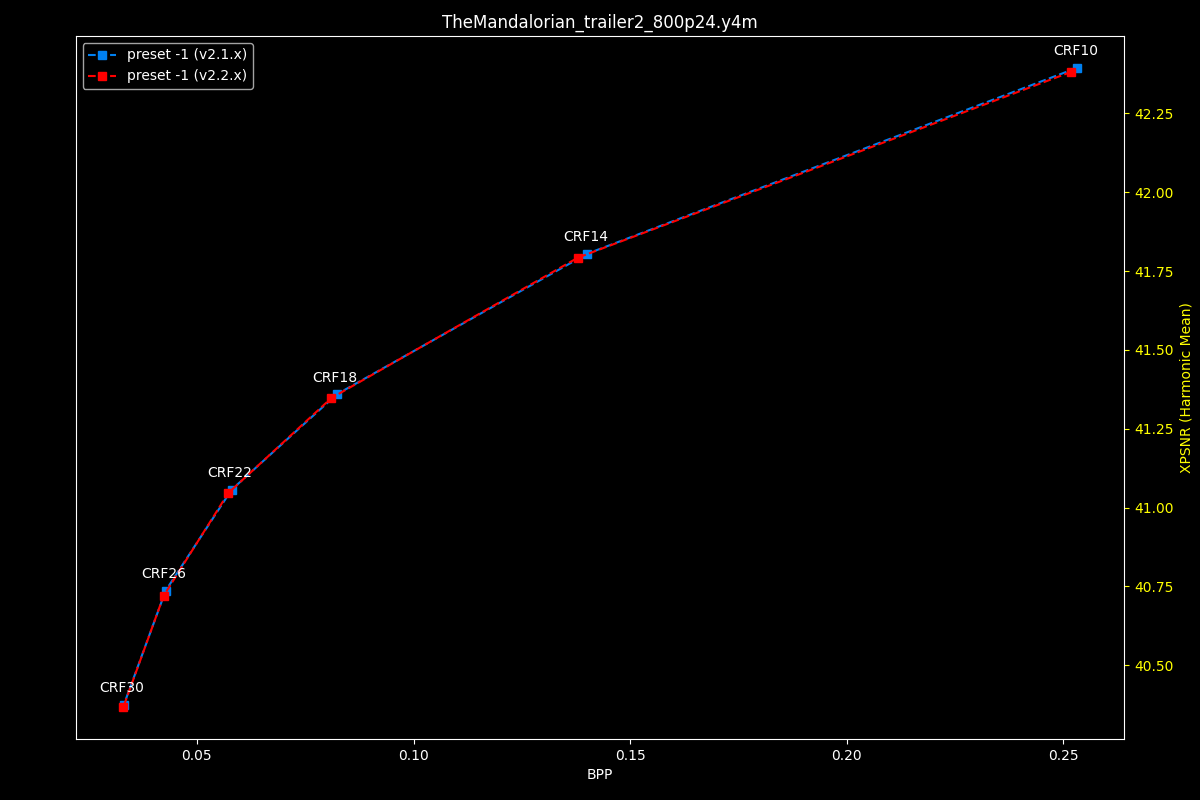 TheMandalorian_trailer2_800p24.y4m
preset -1 (v2.1.x)
preset -1 (v2.2.x)
CRF10
CRF14
CRF18
CRF22
CRF26
CRF30
42.25
42.00
41.75
41.50
41.25
41.00
40.75
40.50
XPSNR (Harmonic Mean)
0.05 0.10 0.15 0.20 0.25
BPP